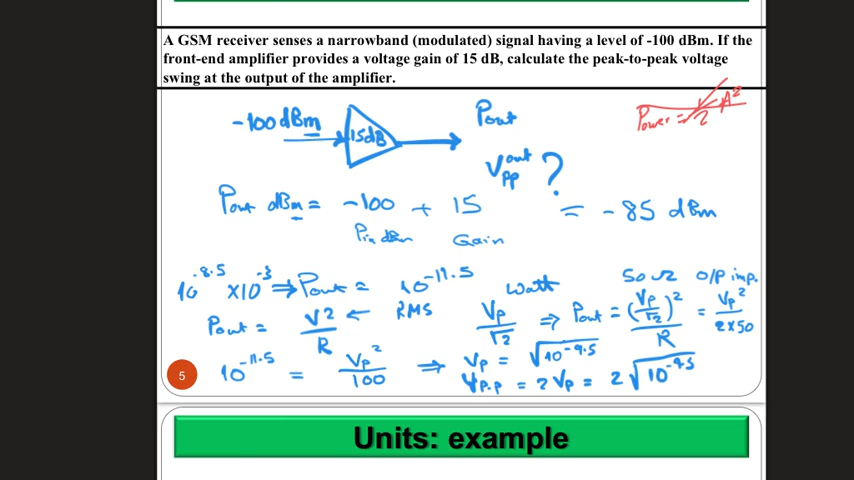 A GSM receiver senses a narrowband (modulated) signal having a level of -100 dBm. If the
front-end amplifier provides a voltage gain of 15 dB, calculate the peak-to-peak voltage
swing at the output of the amplifier.
Power = A²/2
-100 dBm 15dB Pout
Vpp out ?
Pout dBm = -100 + 15 = -85 dBm
Pin dBm Gain
10^-8.5 × 10^-3 ⇒ Pout = 10^-11.5 Watt 50 Ω O/P imp.
Pout = V²/R ← RMS Vp/√2 ⇒ Pout = (Vp/√2)²/R = Vp²/2×50
10^-11.5 = Vp²/100 ⇒ Vp = √10^-9.5
Vp.p = 2Vp = 2√10^-9.5
5
Units: example